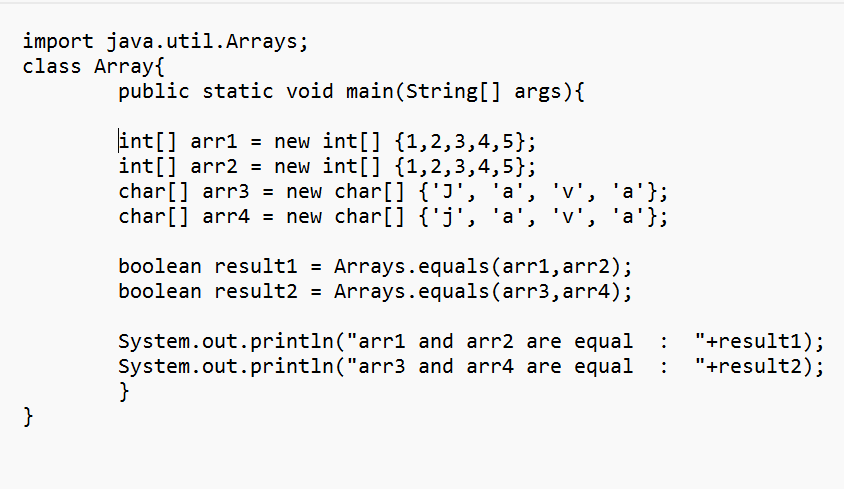 import java.util.Arrays;
class Array{
public static void main(String[] args){
int[] arr1 = new int[] {1,2,3,4,5};
int[] arr2 = new int[] {1,2,3,4,5};
char[] arr3 = new char[] {'J', 'a', 'v', 'a'};
char[] arr4 = new char[] {'j', 'a', 'v', 'a'};
boolean result1 = Arrays.equals(arr1,arr2);
boolean result2 = Arrays.equals(arr3,arr4);
System.out.println("arr1 and arr2 are equal  :  "+result1);
System.out.println("arr3 and arr4 are equal  :  "+result2);
}
}